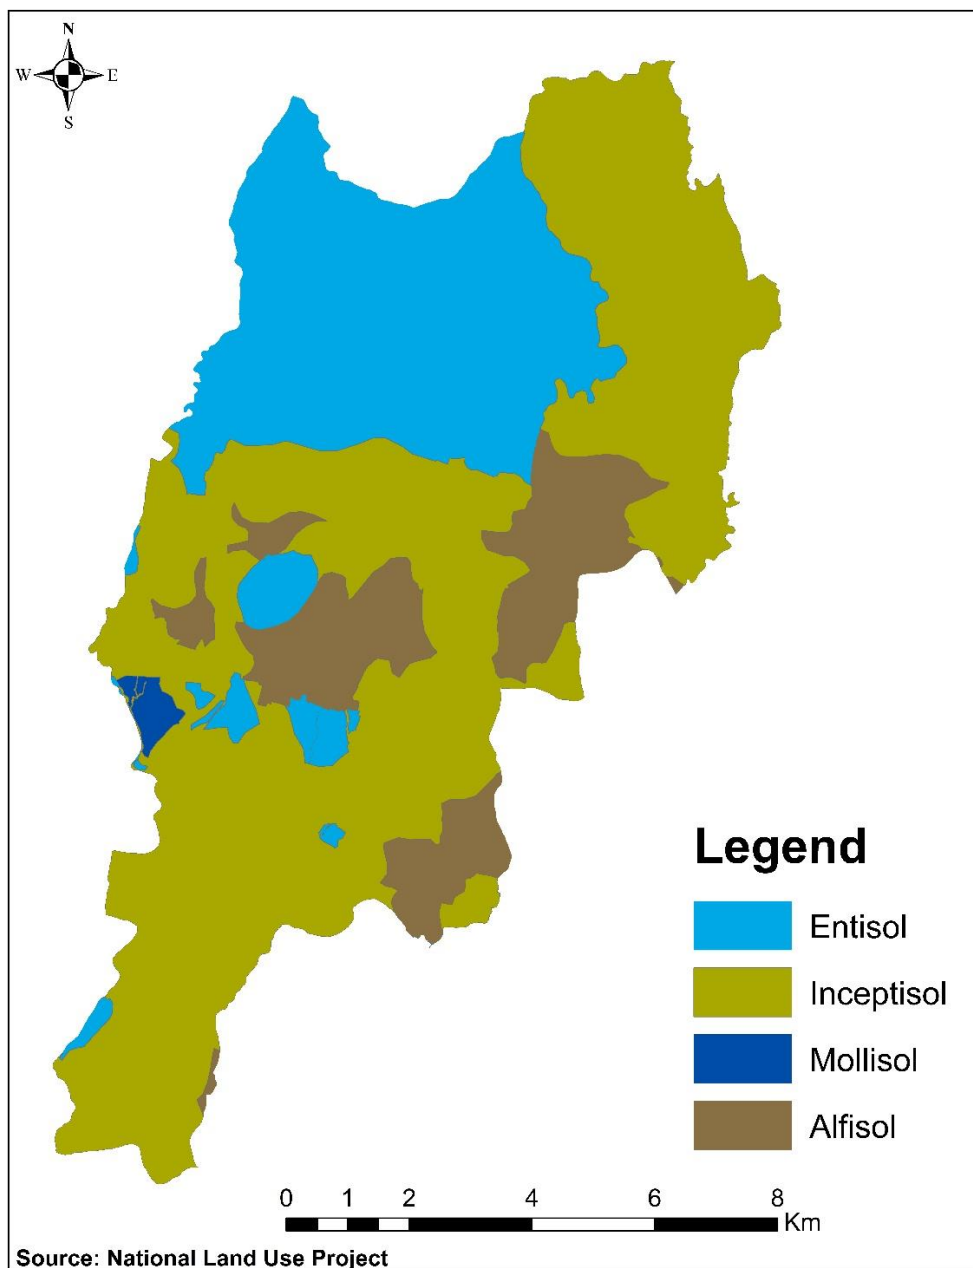 N
W E
S
Legend
Entisol
Inceptisol
Mollisol
Alfisol
0 1 2 4 6 8
Km
Source: National Land Use Project